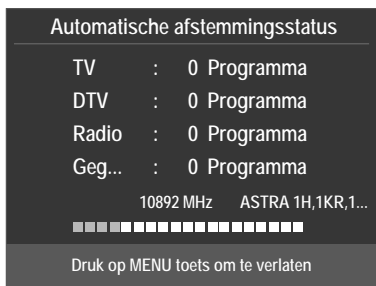 Automatische afstemmingsstatus
TV : 0 Programma
DTV : 0 Programma
Radio : 0 Programma
Geg... : 0 Programma
10892 MHz ASTRA 1H,1KR,1...
Druk op MENU toets om te verlaten